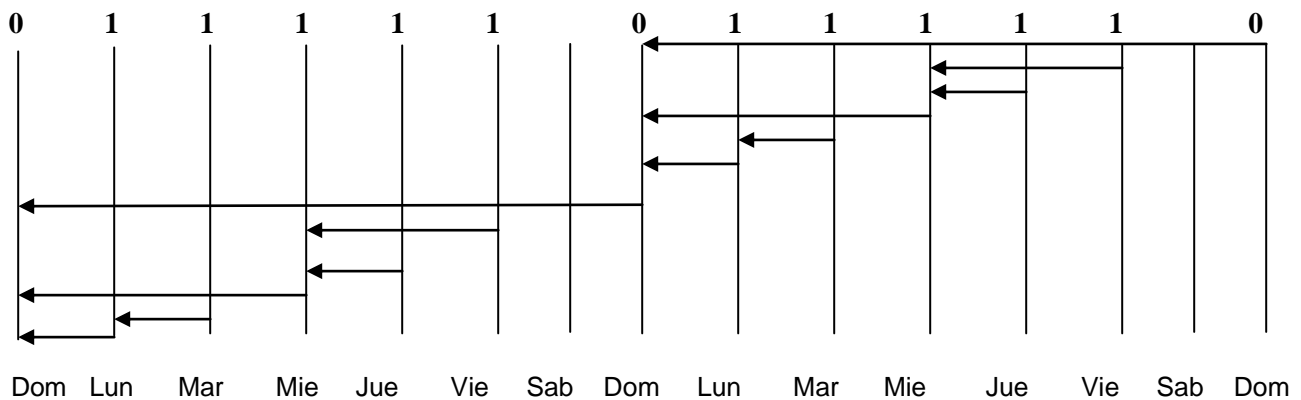 0 1 1 1 1 1 0 1 1 1 1 1 0
Dom Lun Mar Mie Jue Vie Sab Dom Lun Mar Mie Jue Vie Sab Dom